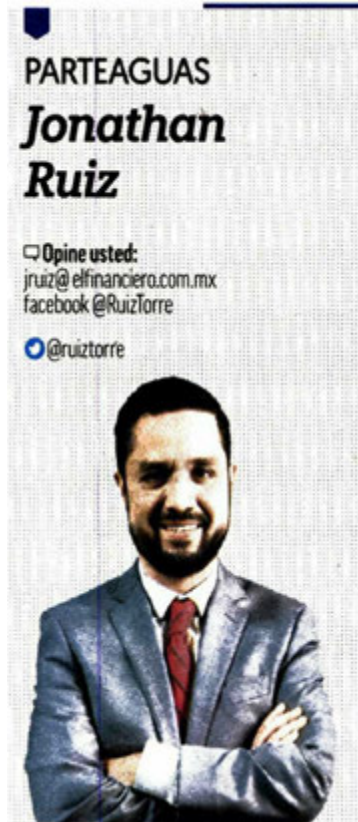 PARTEAGUAS
Jonathan
Ruiz
Opine usted:
jruiz@elfinanciero.com.mx
facebook @RuizTorre
@ruiztorre